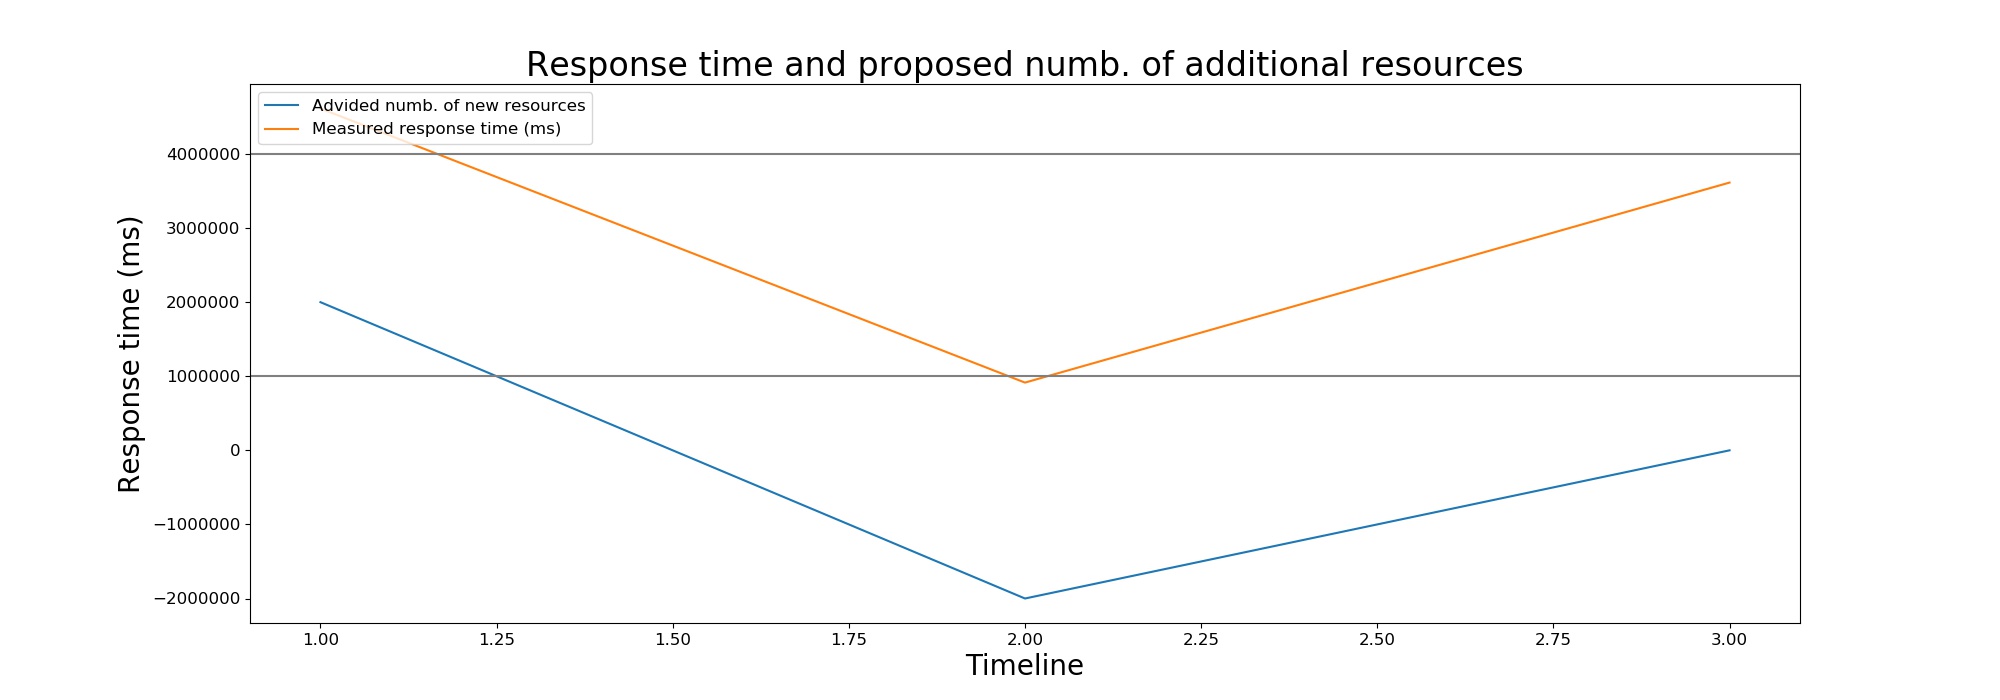 Response time and proposed numb. of additional resources
Advided numb. of new resources
Measured response time (ms)
Response time (ms)
4000000
3000000
2000000
1000000
0
−1000000
−2000000
1.00 1.25 1.50 1.75 2.00 2.25 2.50 2.75 3.00
Timeline